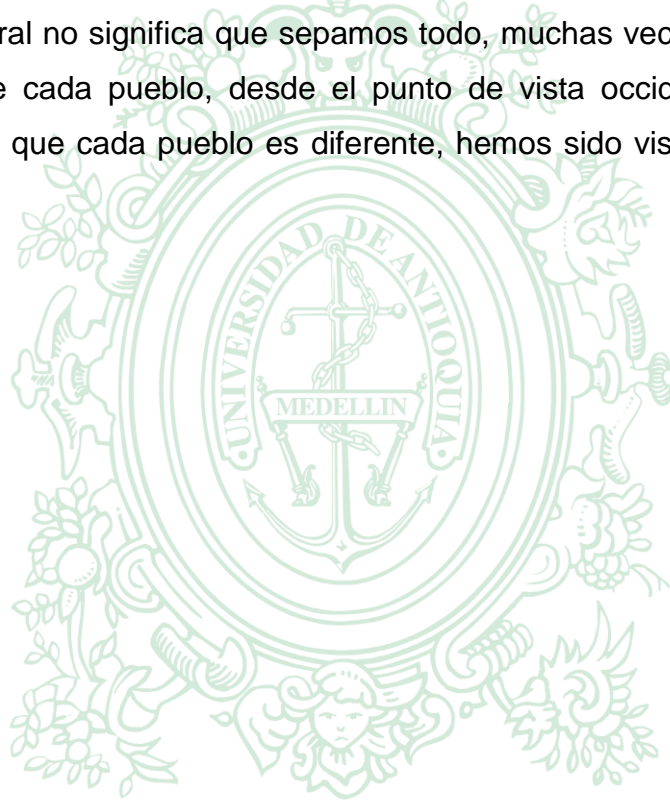 ral no significa que sepamos todo, muchas vec
e cada pueblo, desde el punto de vista occid
que cada pueblo es diferente, hemos sido vis
UNIVERSIDAD DE ANTIOQUIA
MEDELLIN